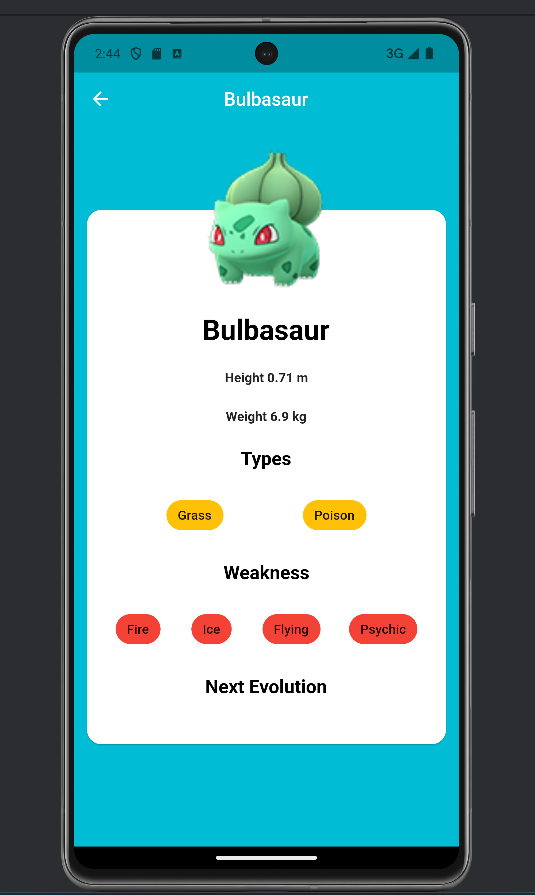 2:44 3G
Bulbasaur
Bulbasaur
Height 0.71 m
Weight 6.9 kg
Types
Grass Poison
Weakness
Fire Ice Flying Psychic
Next Evolution